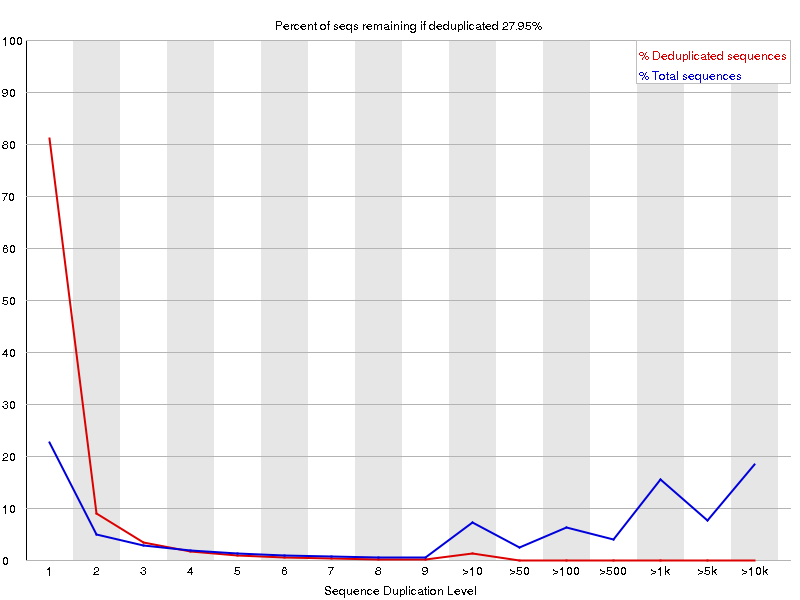 Percent of seqs remaining if deduplicated 27.95%
% Deduplicated sequences
% Total sequences
100
90
80
70
60
50
40
30
20
10
0
1 2 3 4 5 6 7 8 9 >10 >50 >100 >500 >1k >5k >10k
Sequence Duplication Level